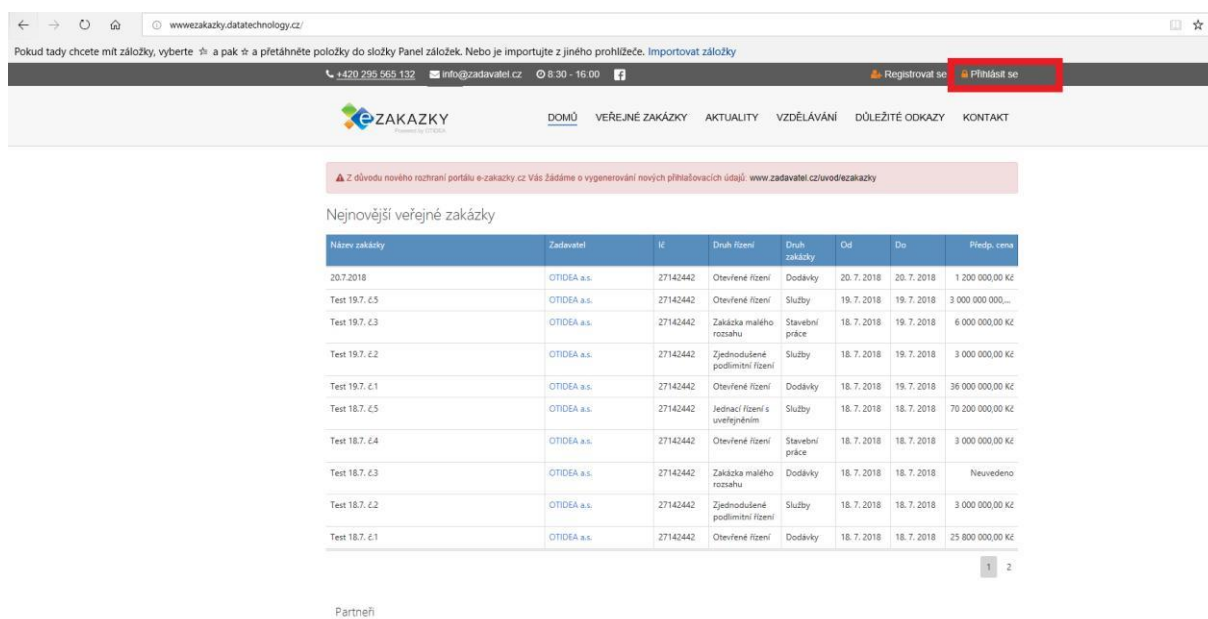 wwwezakazky.datatechnology.cz/
Pokud tady chcete mít záložky, vyberte ☆ a pak ☆ a přetáhněte položky do složky Panel záložek. Nebo je importujte z jiného prohlížeče. Importovat záložky
+420 295 565 132 info@zadavatel.cz 8:30 - 16:00 Registrovat se Přihlásit se
eZAKAZKY
Powered by OTIDEA
DOMŮ VEŘEJNÉ ZAKÁZKY AKTUALITY VZDĚLÁVÁNÍ DŮLEŽITÉ ODKAZY KONTAKT
Z důvodu nového rozhraní portálu e-zakazky.cz Vás žádáme o vygenerování nových přihlašovacích údajů: www.zadavatel.cz/uvod/ezakazky
Nejnovější veřejné zakázky
Název zakázky Zadavatel Ič Druh řízení Druh zakázky Od Do Předp. cena
20.7.2018 OTIDEA a.s. 27142442 Otevřené řízení Dodávky 20. 7. 2018 20. 7. 2018 1 200 000,00 Kč
Test 19.7. č.5 OTIDEA a.s. 27142442 Otevřené řízení Služby 19. 7. 2018 19. 7. 2018 3 000 000 000,...
Test 19.7. č.3 OTIDEA a.s. 27142442 Zakázka malého rozsahu Stavební práce 18. 7. 2018 19. 7. 2018 6 000 000,00 Kč
Test 19.7. č.2 OTIDEA a.s. 27142442 Zjednodušené podlimitní řízení Služby 18. 7. 2018 19. 7. 2018 3 000 000,00 Kč
Test 19.7. č.1 OTIDEA a.s. 27142442 Otevřené řízení Dodávky 18. 7. 2018 19. 7. 2018 36 000 000,00 Kč
Test 18.7. č.5 OTIDEA a.s. 27142442 Jednací řízení s uveřejněním Služby 18. 7. 2018 18. 7. 2018 70 200 000,00 Kč
Test 18.7. č.4 OTIDEA a.s. 27142442 Otevřené řízení Stavební práce 18. 7. 2018 18. 7. 2018 3 000 000,00 Kč
Test 18.7. č.3 OTIDEA a.s. 27142442 Zakázka malého rozsahu Dodávky 18. 7. 2018 18. 7. 2018 Neuvedeno
Test 18.7. č.2 OTIDEA a.s. 27142442 Zjednodušené podlimitní řízení Služby 18. 7. 2018 18. 7. 2018 3 000 000,00 Kč
Test 18.7. č.1 OTIDEA a.s. 27142442 Otevřené řízení Dodávky 18. 7. 2018 18. 7. 2018 25 800 000,00 Kč
1 2
Partneři